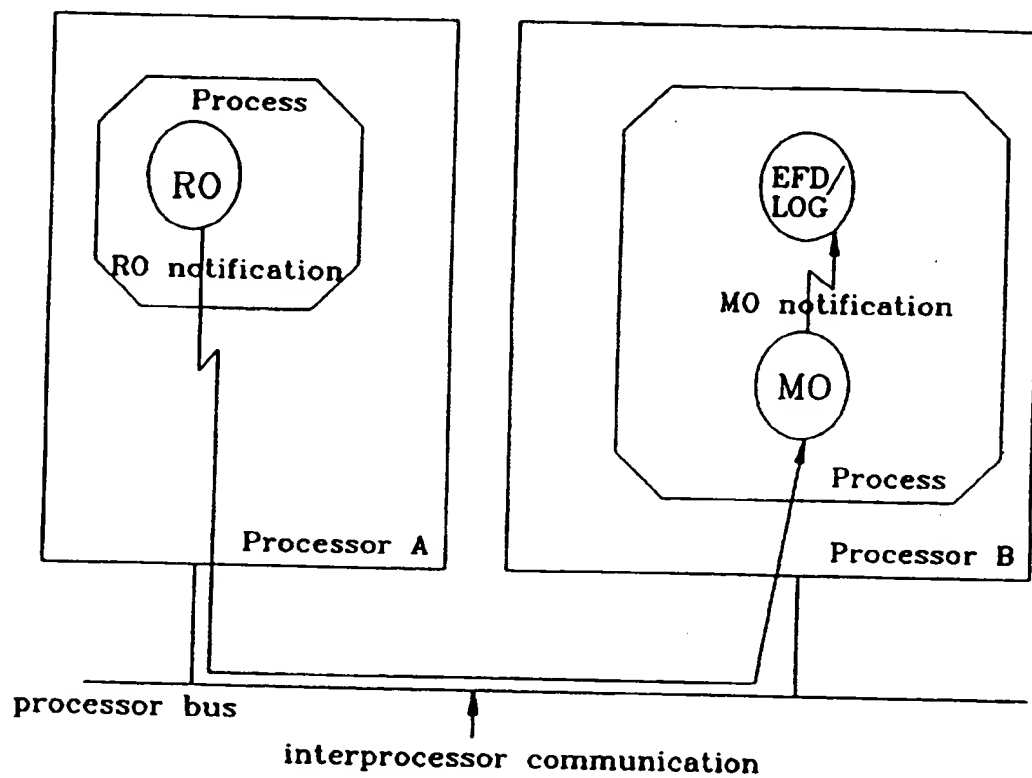 Process
RO
RO notification
Processor A
EFD/
LOG
MO notification
MO
Process
Processor B
processor bus
interprocessor communication